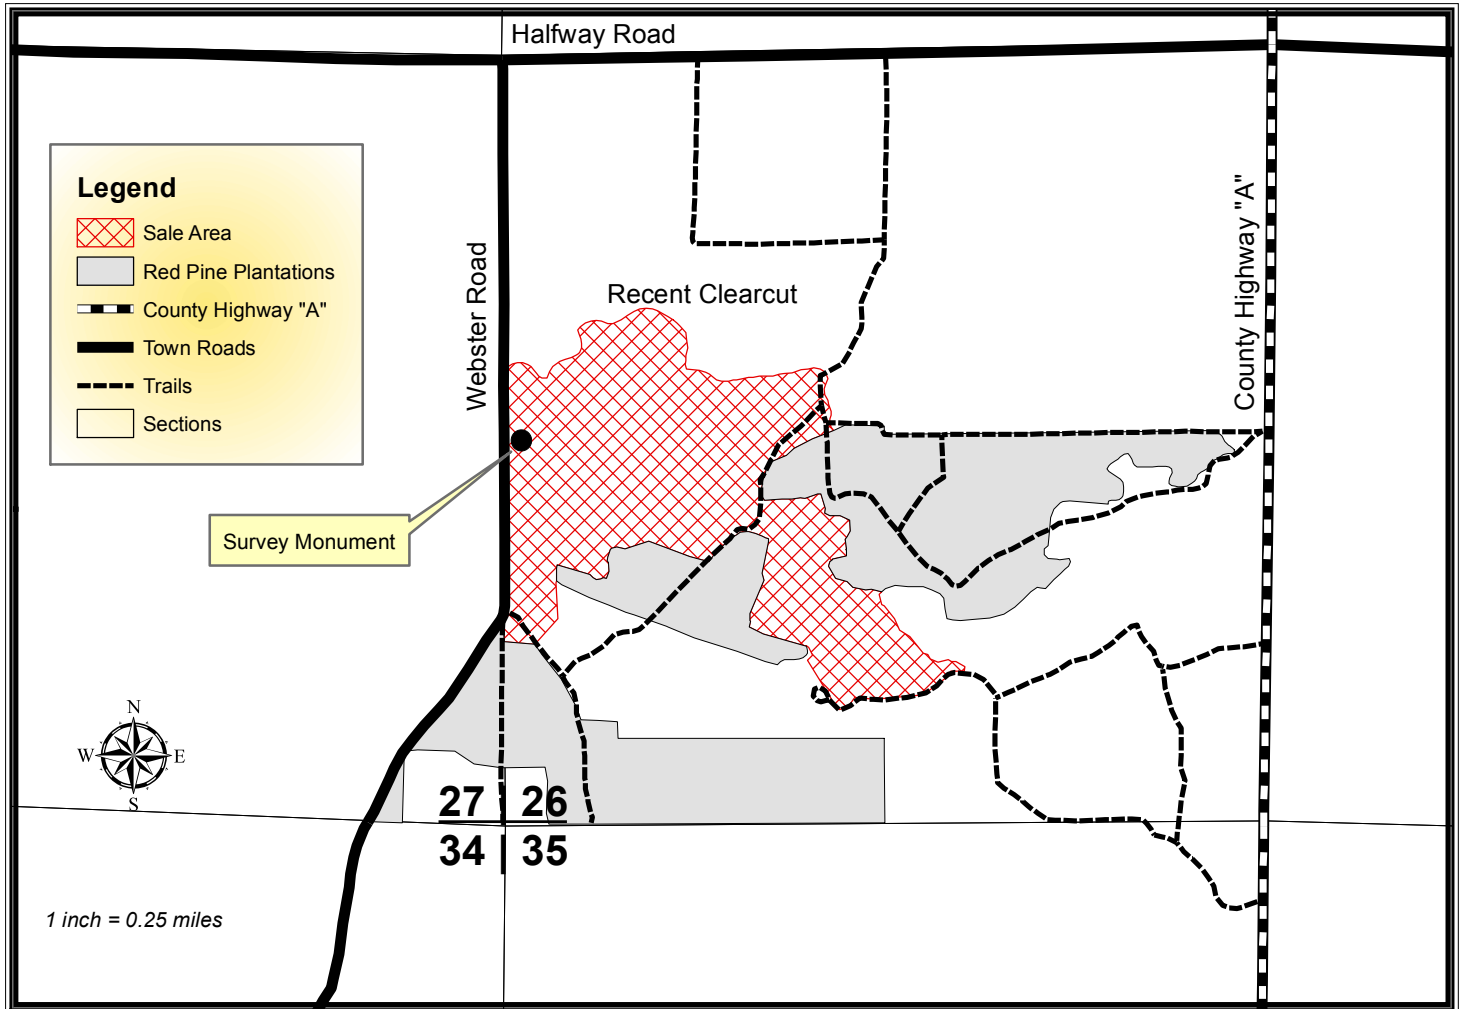 Halfway Road
Legend
Sale Area
Red Pine Plantations
County Highway "A"
Town Roads
Trails
Sections
Webster Road
Recent Clearcut
County Highway "A"
Survey Monument
N
W E
S
27 26
34 35
1 inch = 0.25 miles